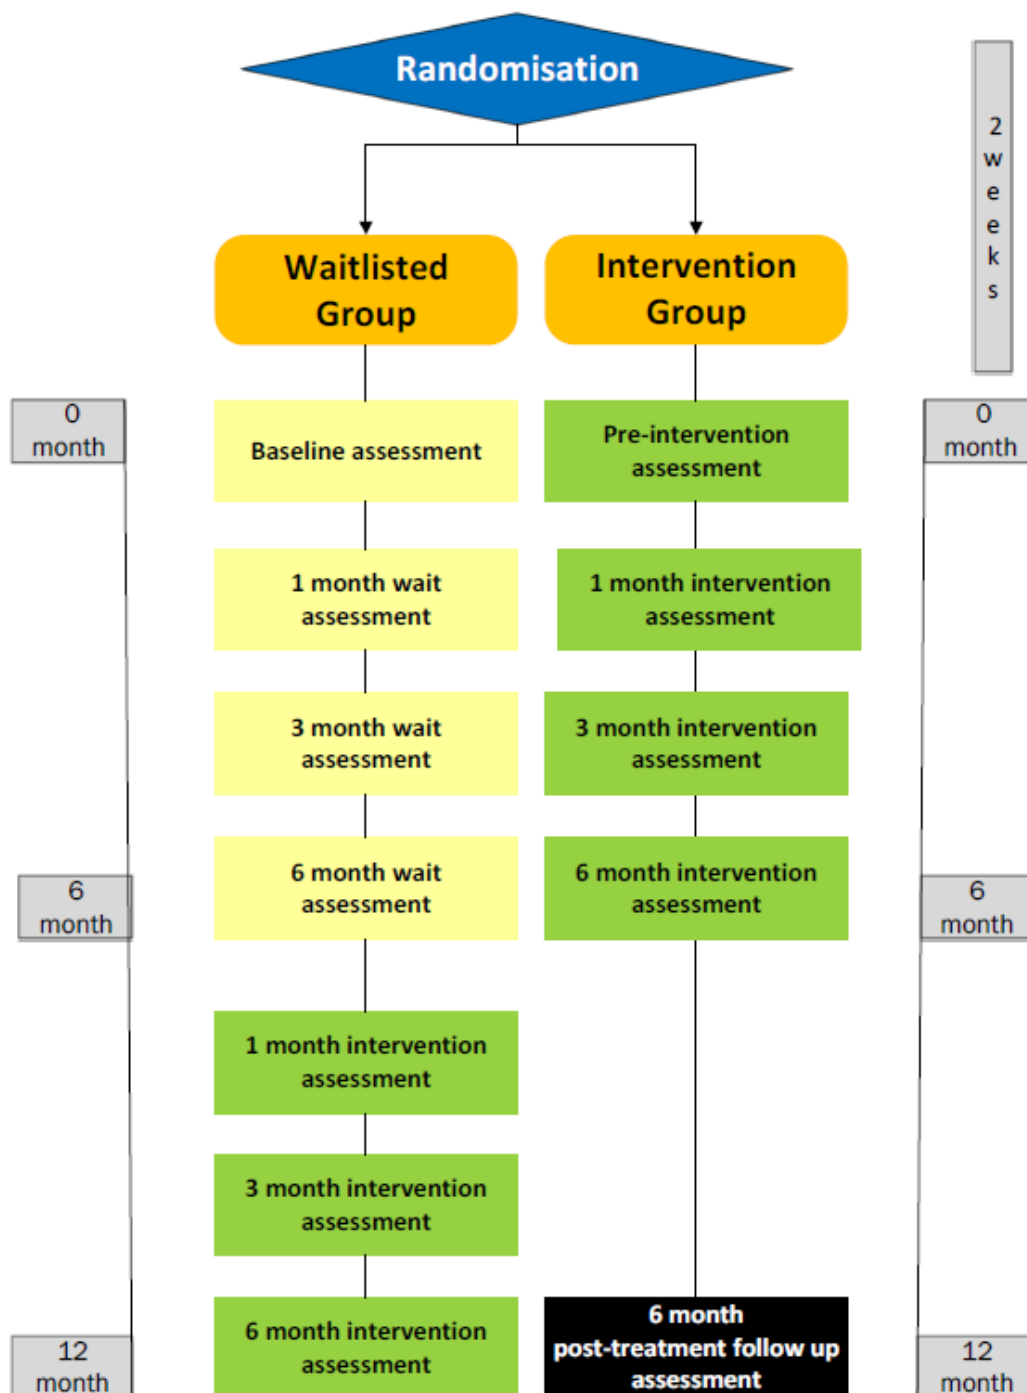 Randomisation
2
w
e
e
k
s
Waitlisted
Group
Intervention
Group
0
month
Baseline assessment
Pre-intervention
assessment
0
month
1 month wait
assessment
1 month intervention
assessment
3 month wait
assessment
3 month intervention
assessment
6
month
6 month wait
assessment
6 month intervention
assessment
6
month
1 month intervention
assessment
3 month intervention
assessment
12
month
6 month intervention
assessment
6 month
post-treatment follow up
assessment
12
month